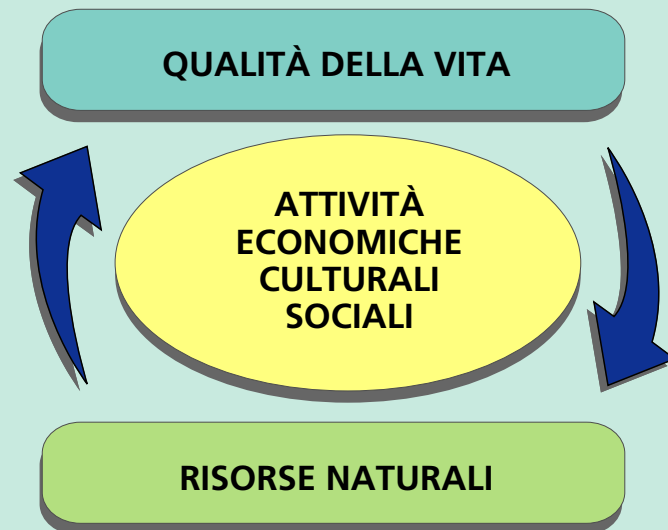 QUALITÀ DELLA VITA
ATTIVITÀ
ECONOMICHE
CULTURALI
SOCIALI
RISORSE NATURALI